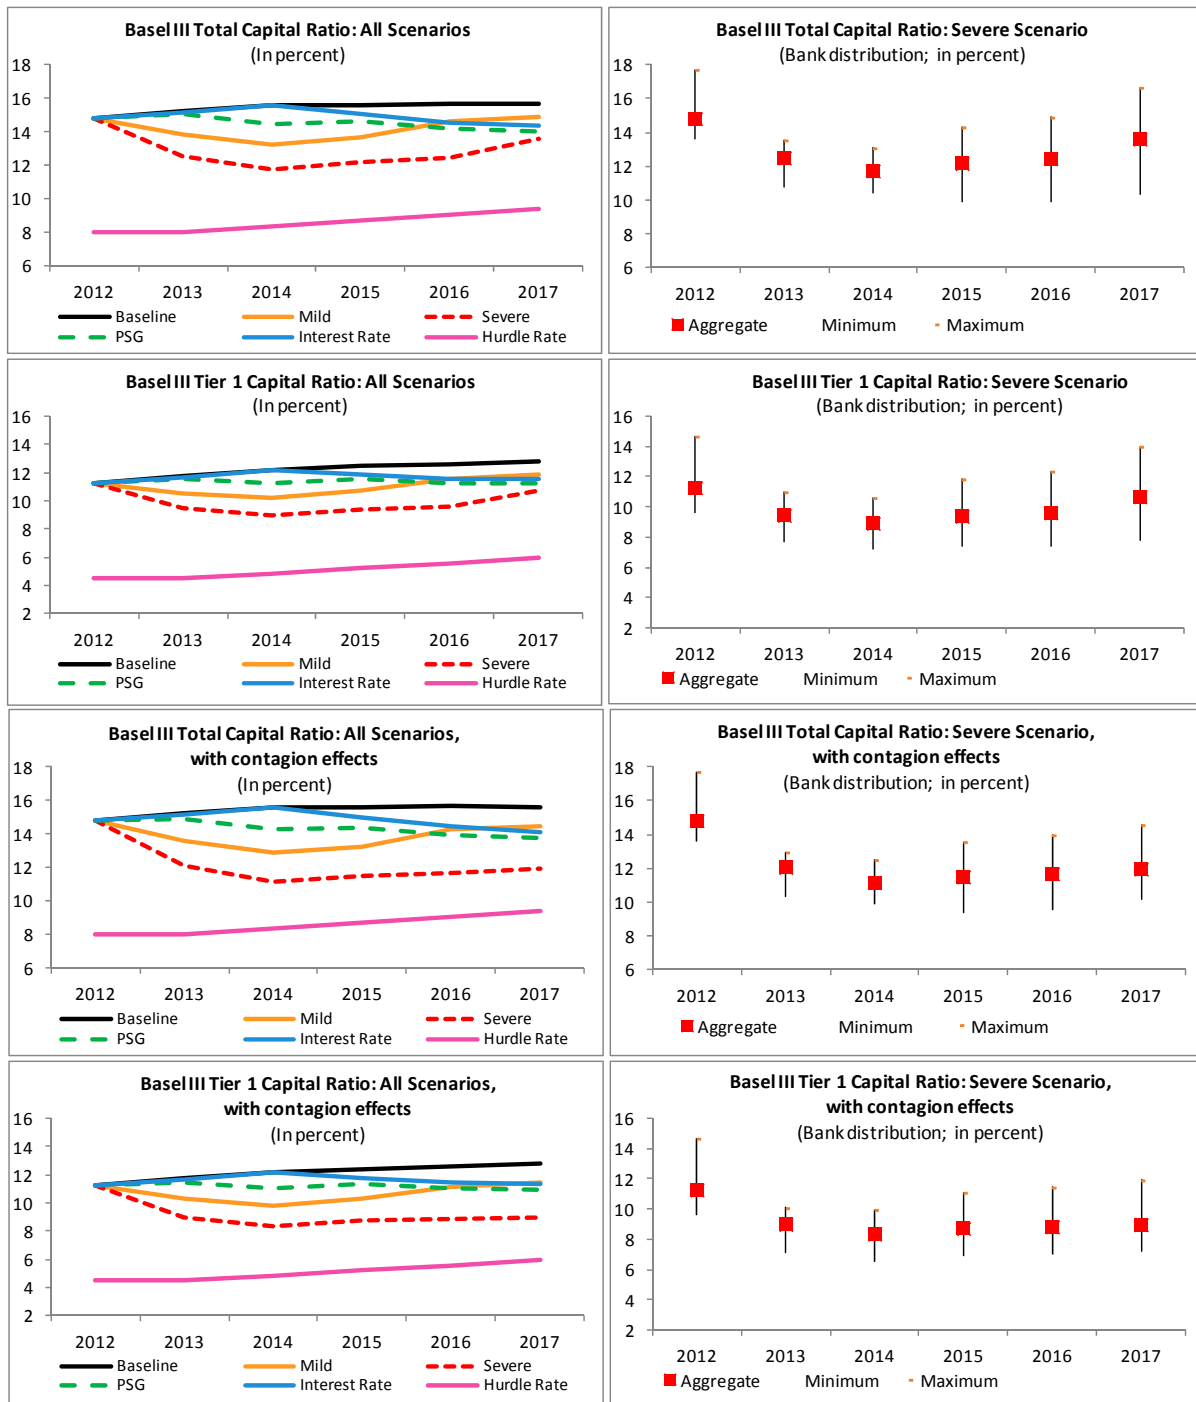 Basel III Total Capital Ratio: All Scenarios
(In percent)
18
16
14
12
10
8
6
2012 2013 2014 2015 2016 2017
Baseline Mild Severe
PSG Interest Rate Hurdle Rate
Basel III Total Capital Ratio: Severe Scenario
(Bank distribution; in percent)
18
16
14
12
10
8
6
2012 2013 2014 2015 2016 2017
Aggregate Minimum Maximum
Basel III Tier 1 Capital Ratio: All Scenarios
(In percent)
16
14
12
10
8
6
4
2
2012 2013 2014 2015 2016 2017
Baseline Mild Severe
PSG Interest Rate Hurdle Rate
Basel III Tier 1 Capital Ratio: Severe Scenario
(Bank distribution; in percent)
16
14
12
10
8
6
4
2
2012 2013 2014 2015 2016 2017
Aggregate Minimum Maximum
Basel III Total Capital Ratio: All Scenarios,
with contagion effects
(In percent)
18
16
14
12
10
8
6
2012 2013 2014 2015 2016 2017
Baseline Mild Severe
PSG Interest Rate Hurdle Rate
Basel III Total Capital Ratio: Severe Scenario,
with contagion effects
(Bank distribution; in percent)
18
16
14
12
10
8
6
2012 2013 2014 2015 2016 2017
Aggregate Minimum Maximum
Basel III Tier 1 Capital Ratio: All Scenarios,
with contagion effects
(In percent)
16
14
12
10
8
6
4
2
2012 2013 2014 2015 2016 2017
Baseline Mild Severe
PSG Interest Rate Hurdle Rate
Basel III Tier 1 Capital Ratio: Severe Scenario,
with contagion effects
(Bank distribution; in percent)
16
14
12
10
8
6
4
2
2012 2013 2014 2015 2016 2017
Aggregate Minimum Maximum